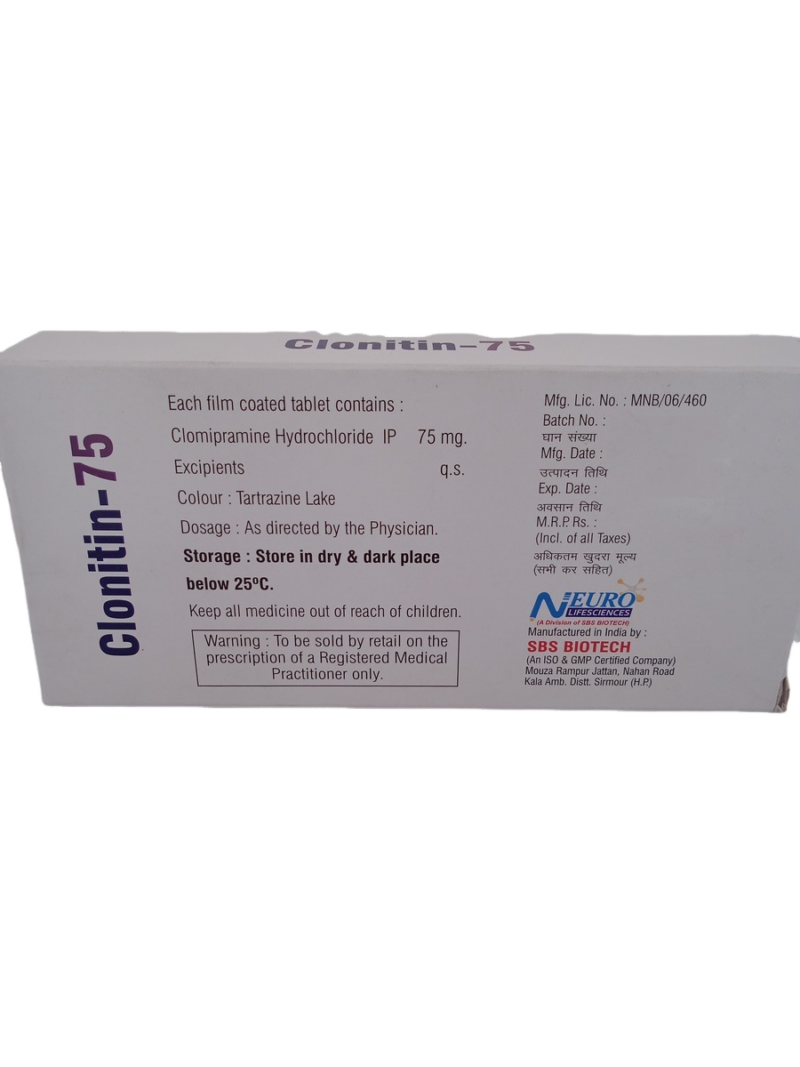 Clonitin-75
Clonitin-75
Each film coated tablet contains :
Clomipramine Hydrochloride IP 75 mg.
Excipients q.s.
Colour : Tartrazine Lake
Dosage : As directed by the Physician.
Storage : Store in dry & dark place
below 25ºC.
Keep all medicine out of reach of children.
Warning : To be sold by retail on the
prescription of a Registered Medical
Practitioner only.
Mfg. Lic. No. : MNB/06/460
Batch No. :
घान संख्या
Mfg. Date :
उत्पादन तिथि
Exp. Date :
अवसान तिथि
M.R.P. Rs. :
(Incl. of all Taxes)
अधिकतम खुदरा मूल्य
(सभी कर सहित)
NEURO
LIFESCIENCES
(A Division of SBS BIOTECH)
Manufactured in India by :
SBS BIOTECH
(An ISO & GMP Certified Company)
Mouza Rampur Jattan, Nahan Road
Kala Amb. Distt. Sirmour (H.P.)